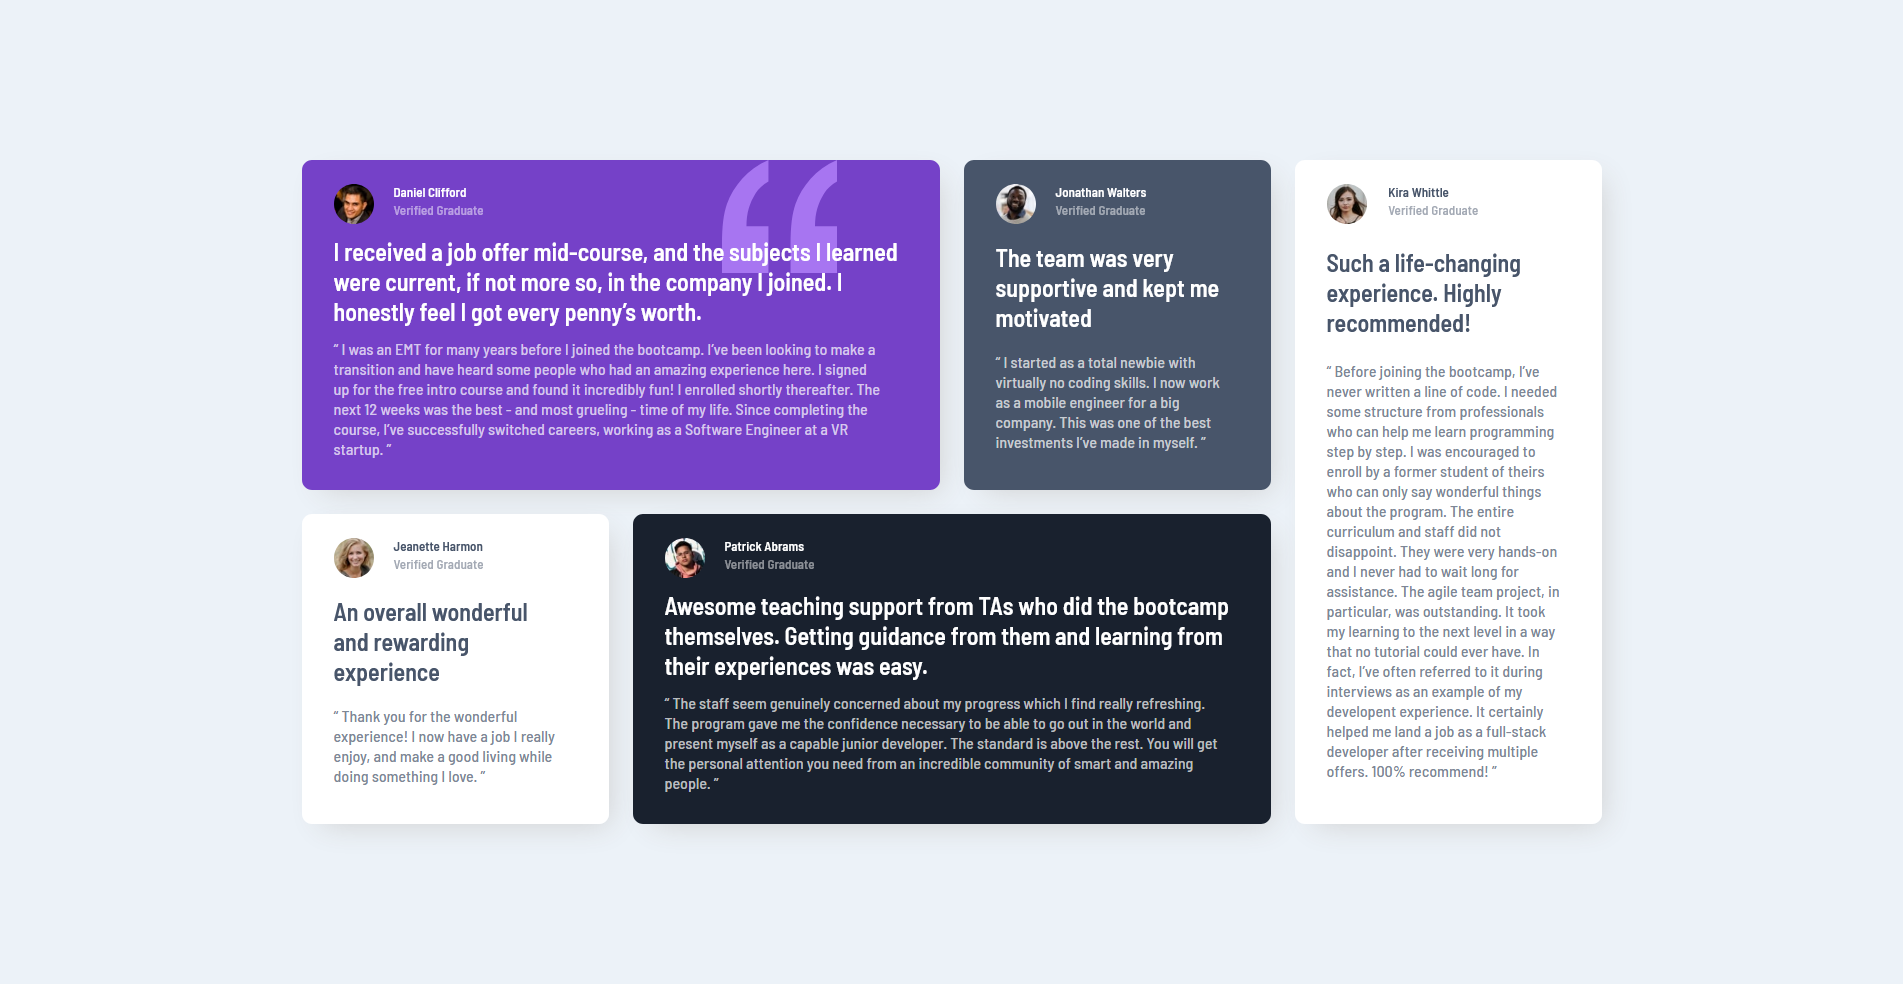 Daniel Clifford
Verified Graduate
I received a job offer mid-course, and the subjects I learned
were current, if not more so, in the company I joined. I
honestly feel I got every penny’s worth.
“ I was an EMT for many years before I joined the bootcamp. I’ve been looking to make a
transition and have heard some people who had an amazing experience here. I signed
up for the free intro course and found it incredibly fun! I enrolled shortly thereafter. The
next 12 weeks was the best - and most grueling - time of my life. Since completing the
course, I’ve successfully switched careers, working as a Software Engineer at a VR
startup. ”
Jonathan Walters
Verified Graduate
The team was very
supportive and kept me
motivated
“ I started as a total newbie with
virtually no coding skills. I now work
as a mobile engineer for a big
company. This was one of the best
investments I’ve made in myself. ”
Kira Whittle
Verified Graduate
Such a life-changing
experience. Highly
recommended!
“ Before joining the bootcamp, I’ve
never written a line of code. I needed
some structure from professionals
who can help me learn programming
step by step. I was encouraged to
enroll by a former student of theirs
who can only say wonderful things
about the program. The entire
curriculum and staff did not
disappoint. They were very hands-on
and I never had to wait long for
assistance. The agile team project, in
particular, was outstanding. It took
my learning to the next level in a way
that no tutorial could ever have. In
fact, I’ve often referred to it during
interviews as an example of my
developent experience. It certainly
helped me land a job as a full-stack
developer after receiving multiple
offers. 100% recommend! ”
Jeanette Harmon
Verified Graduate
An overall wonderful
and rewarding
experience
“ Thank you for the wonderful
experience! I now have a job I really
enjoy, and make a good living while
doing something I love. ”
Patrick Abrams
Verified Graduate
Awesome teaching support from TAs who did the bootcamp
themselves. Getting guidance from them and learning from
their experiences was easy.
“ The staff seem genuinely concerned about my progress which I find really refreshing.
The program gave me the confidence necessary to be able to go out in the world and
present myself as a capable junior developer. The standard is above the rest. You will get
the personal attention you need from an incredible community of smart and amazing
people. ”